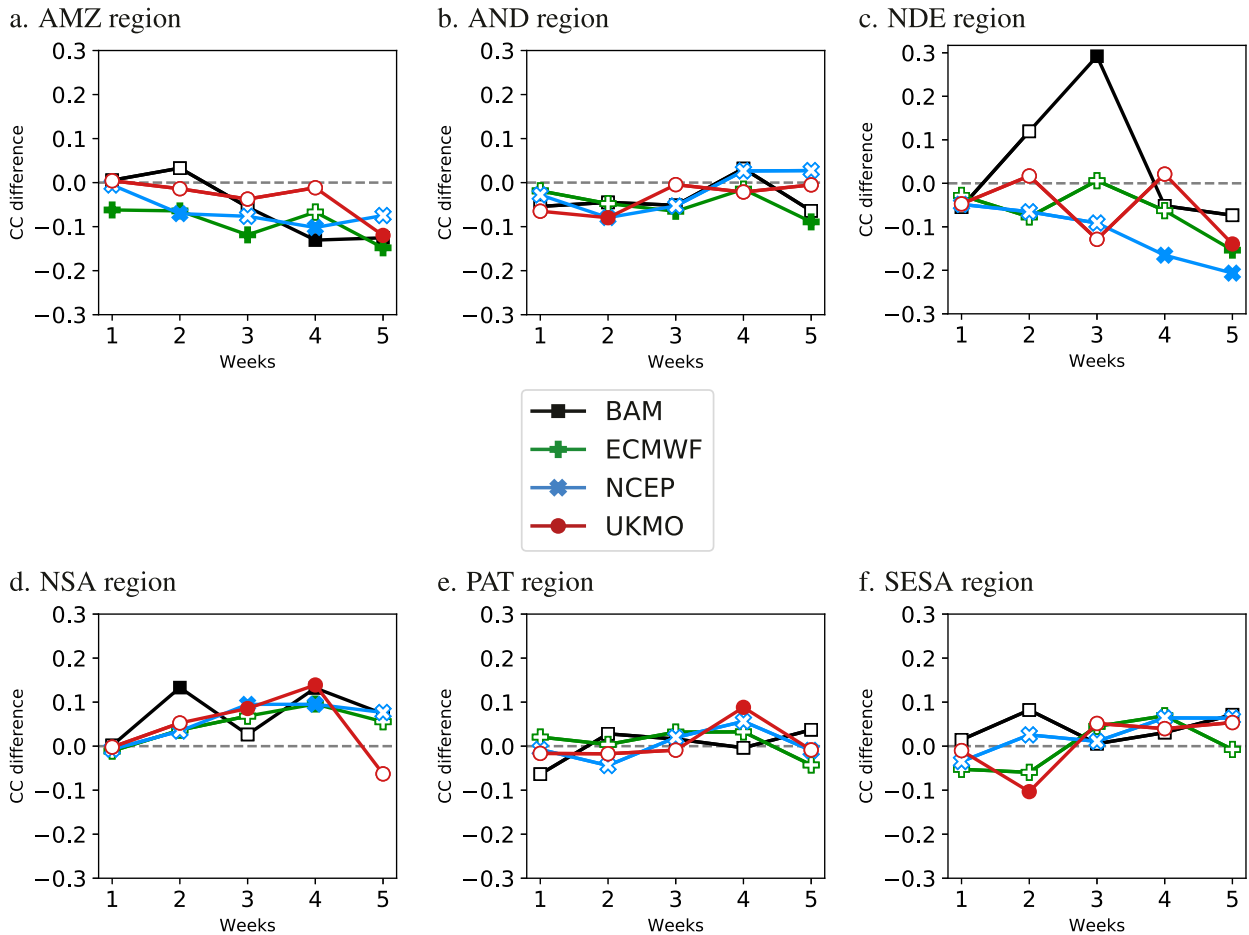 a. AMZ region
0.3
0.2
0.1
0.0
−0.1
−0.2
−0.3
CC difference
1 2 3 4 5
Weeks
b. AND region
0.3
0.2
0.1
0.0
−0.1
−0.2
−0.3
CC difference
1 2 3 4 5
Weeks
c. NDE region
0.3
0.2
0.1
0.0
−0.1
−0.2
−0.3
CC difference
1 2 3 4 5
Weeks
BAM
ECMWF
NCEP
UKMO
d. NSA region
0.3
0.2
0.1
0.0
−0.1
−0.2
−0.3
CC difference
1 2 3 4 5
Weeks
e. PAT region
0.3
0.2
0.1
0.0
−0.1
−0.2
−0.3
CC difference
1 2 3 4 5
Weeks
f. SESA region
0.3
0.2
0.1
0.0
−0.1
−0.2
−0.3
CC difference
1 2 3 4 5
Weeks